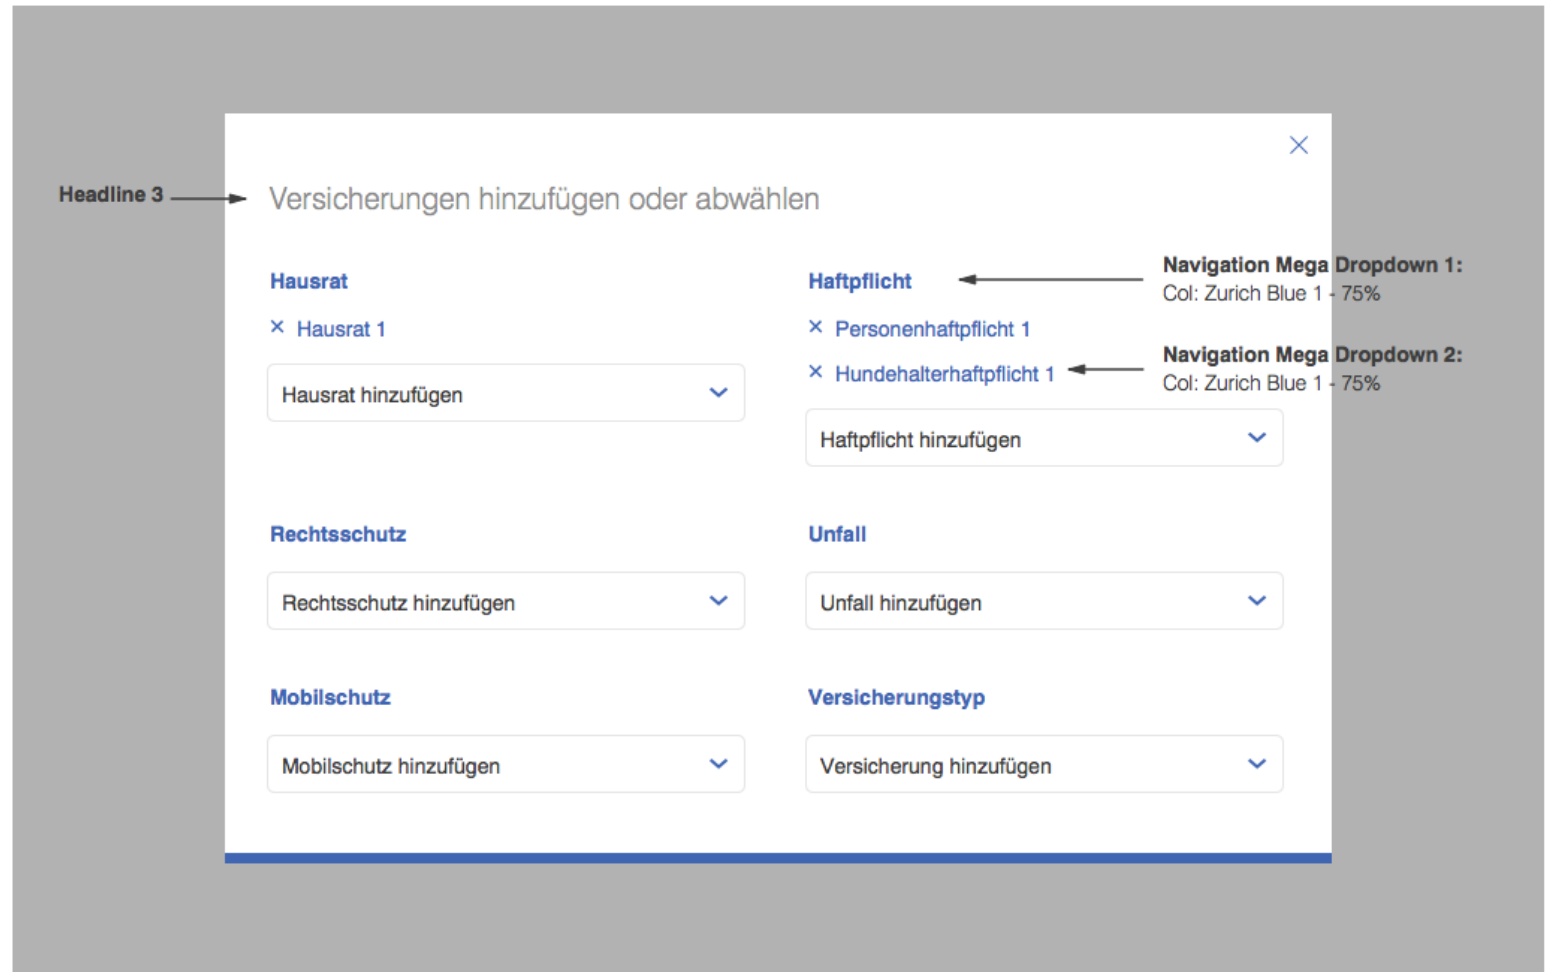 Headline 3
Versicherungen hinzufügen oder abwählen
Hausrat
× Hausrat 1
Hausrat hinzufügen
Haftpflicht
× Personenhaftpflicht 1
× Hundehalterhaftpflicht 1
Haftpflicht hinzufügen
Navigation Mega Dropdown 1:
Col: Zurich Blue 1 - 75%
Navigation Mega Dropdown 2:
Col: Zurich Blue 1 - 75%
Rechtsschutz
Rechtsschutz hinzufügen
Unfall
Unfall hinzufügen
Mobilschutz
Mobilschutz hinzufügen
Versicherungstyp
Versicherung hinzufügen